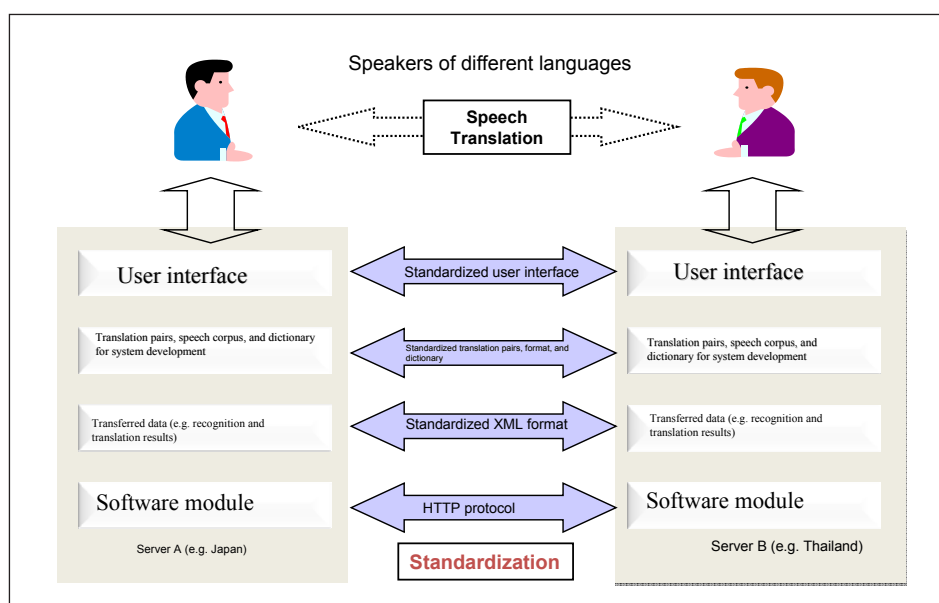 Speakers of different languages
Speech
Translation
User interface
Standardized user interface
User interface
Translation pairs, speech corpus, and dictionary
for system development
Standardized translation pairs, format, and
dictionary
Translation pairs, speech corpus, and
dictionary for system development
Transferred data (e.g. recognition and
translation results)
Standardized XML format
Transferred data (e.g. recognition and
translation results)
Software module
HTTP protocol
Software module
Server A (e.g. Japan)
Standardization
Server B (e.g. Thailand)